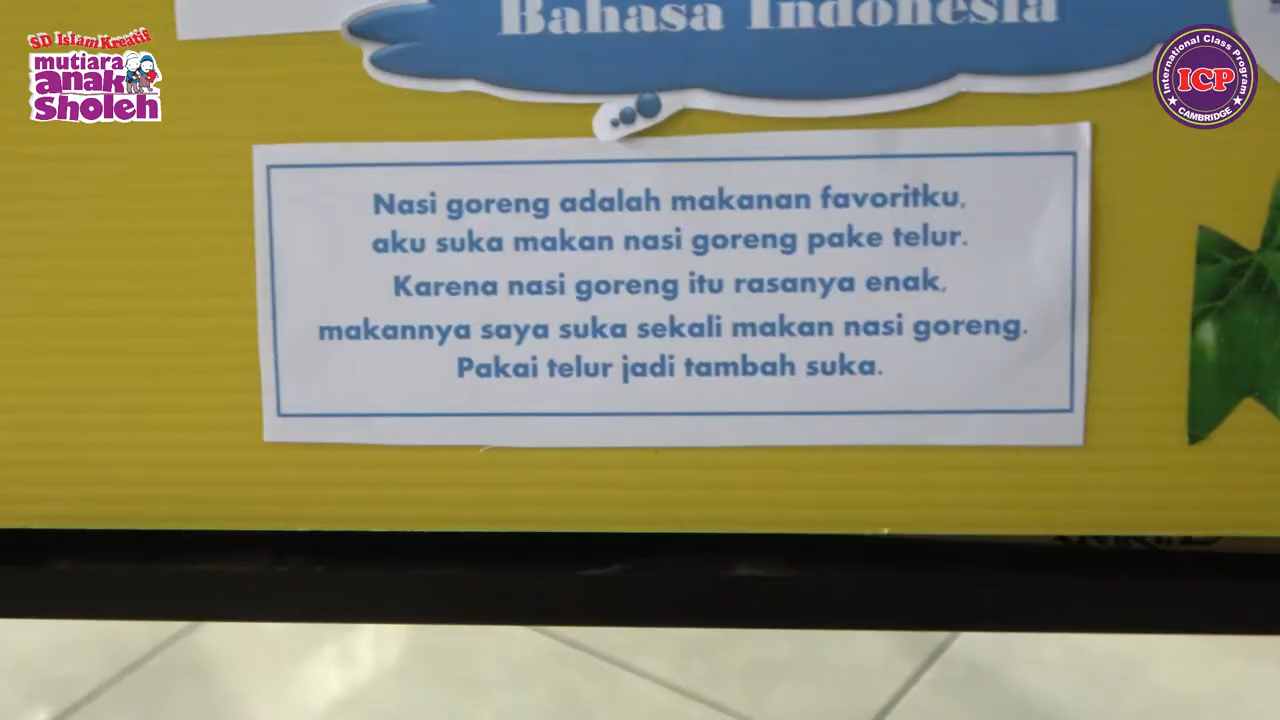 Bahasa Indonesia
SD Islam Kreatif
mutiara
anak
Sholeh
International Class Program
ICP
CAMBRIDGE
Nasi goreng adalah makanan favoritku,
aku suka makan nasi goreng pake telur.
Karena nasi goreng itu rasanya enak,
makannya saya suka sekali makan nasi goreng.
Pakai telur jadi tambah suka.